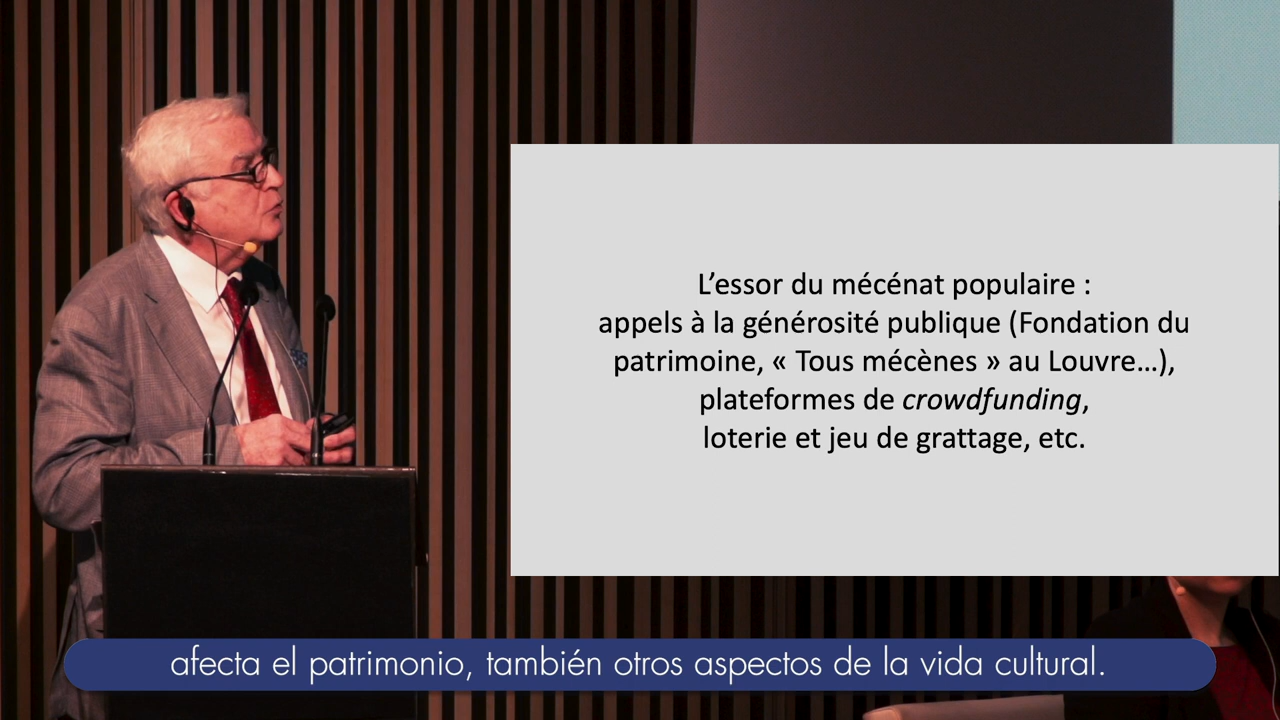 L’essor du mécénat populaire :
appels à la générosité publique (Fondation du
patrimoine, « Tous mécènes » au Louvre…),
plateformes de crowdfunding,
loterie et jeu de grattage, etc.
afecta el patrimonio, también otros aspectos de la vida cultural.